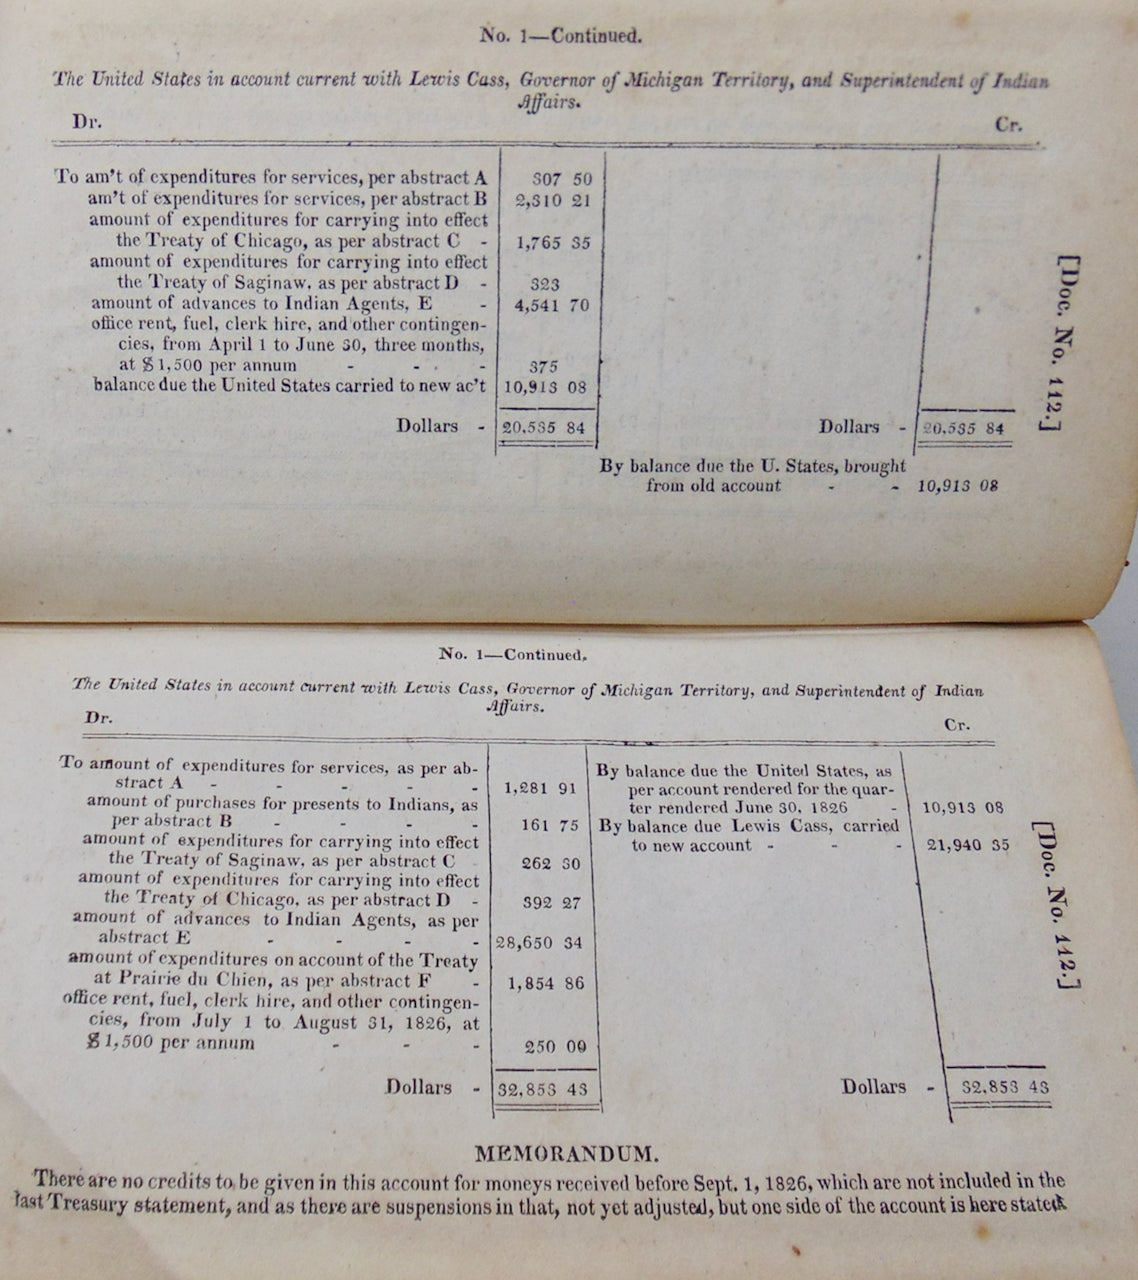 No. 1—Continued.
The United States in account current with Lewis Cass, Governor of Michigan Territory, and Superintendent of Indian
Affairs.
Dr.
Cr.
To am't of expenditures for services, per abstract A 307 50
am't of expenditures for services, per abstract B 2,310 21
amount of expenditures for carrying into effect
the Treaty of Chicago, as per abstract C - 1,765 35
amount of expenditures for carrying into effect
the Treaty of Saginaw, as per abstract D - 323
amount of advances to Indian Agents, E - 4,541 70
office rent, fuel, clerk hire, and other contingen-
cies, from April 1 to June 30, three months,
at $1,500 per annum - - - 375
balance due the United States carried to new ac't 10,913 08
Dollars - 20,535 84
Dollars - 20,535 84
By balance due the U. States, brought
from old account - - 10,913 08
[Doc. No. 112.]
No. 1—Continued.
The United States in account current with Lewis Cass, Governor of Michigan Territory, and Superintendent of Indian
Affairs.
Dr.
Cr.
To amount of expenditures for services, as per ab-
stract A - - - - - 1,281 91
amount of purchases for presents to Indians, as
per abstract B - - - - 161 75
amount of expenditures for carrying into effect
the Treaty of Saginaw, as per abstract C - 262 30
amount of expenditures for carrying into effect
the Treaty of Chicago, as per abstract D - 392 27
amount of advances to Indian Agents, as per
abstract E - - - - 28,650 34
amount of expenditures on account of the Treaty
at Prairie du Chien, as per abstract F - 1,854 86
office rent, fuel, clerk hire, and other contingen-
cies, from July 1 to August 31, 1826, at
$1,500 per annum - - - 250 00
Dollars - 32,853 43
By balance due the United States, as
per account rendered for the quar-
ter rendered June 30, 1826 - 10,913 08
By balance due Lewis Cass, carried
to new account - - - 21,940 35
Dollars - 32,853 43
[Doc. No. 112.]
MEMORANDUM.
There are no credits to be given in this account for moneys received before Sept. 1, 1826, which are not included in the
last Treasury statement, and as there are suspensions in that, not yet adjusted, but one side of the account is here stated